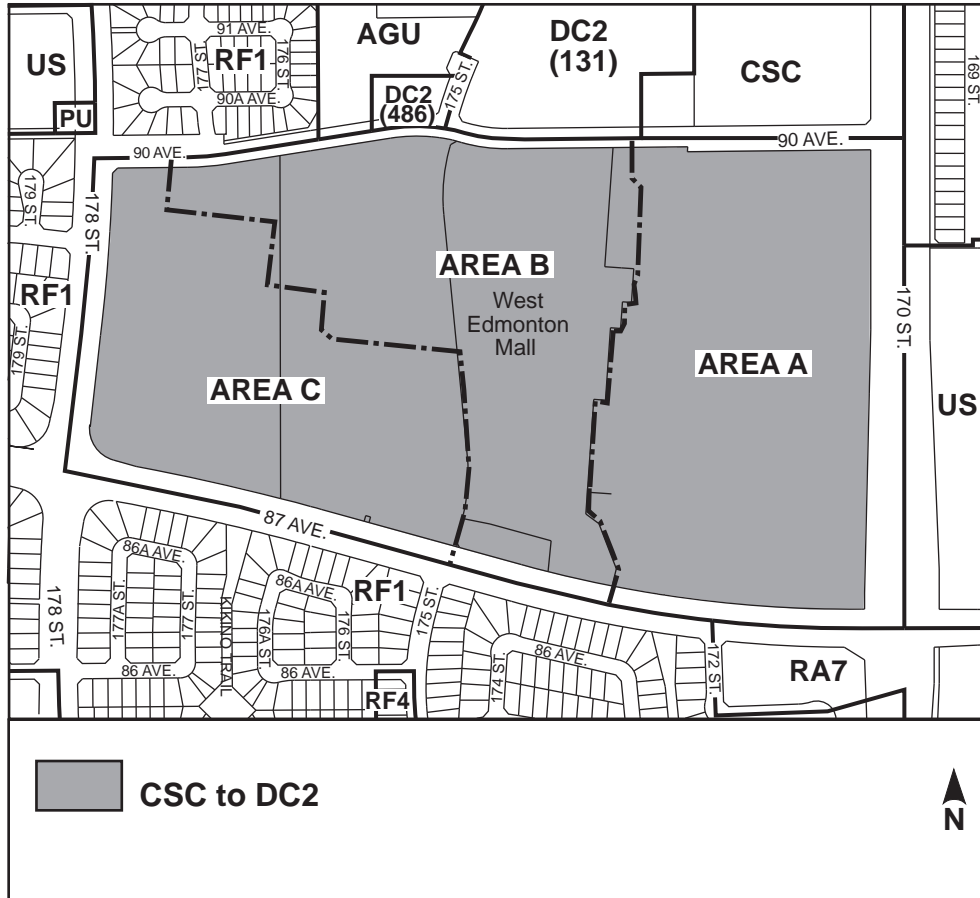 US
PU
91 AVE.
177 ST.
RF1
176 ST.
90A AVE.
AGU
DC2
(486)
175 ST.
DC2
(131)
CSC
169 ST.
90 AVE.
90 AVE.
179 ST.
178 ST.
RF1
179 ST.
AREA B
West
Edmonton
Mall
AREA A
AREA C
170 ST.
US
87 AVE.
86A AVE.
178 ST.
177A ST.
177 ST.
KIKINO TRAIL
86 AVE.
86A AVE.
176A ST.
176 ST.
86 AVE.
RF1
175 ST.
RF4
174 ST.
86 AVE.
172 ST.
RA7
CSC to DC2
N